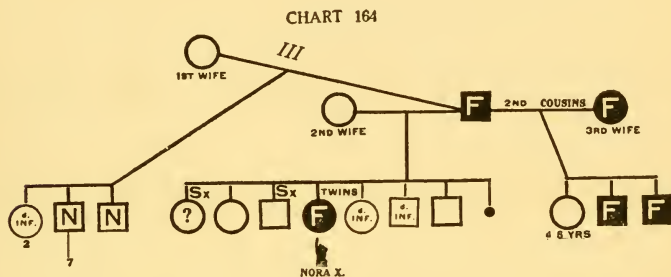 CHART 164
III
1ST WIFE
F 2ND COUSINS F
2ND WIFE
3RD WIFE
Sx Sx TWINS
d. INF. N N ? F d. INF. d. INF. F F
2
7
d 6 YRS
NORA X.